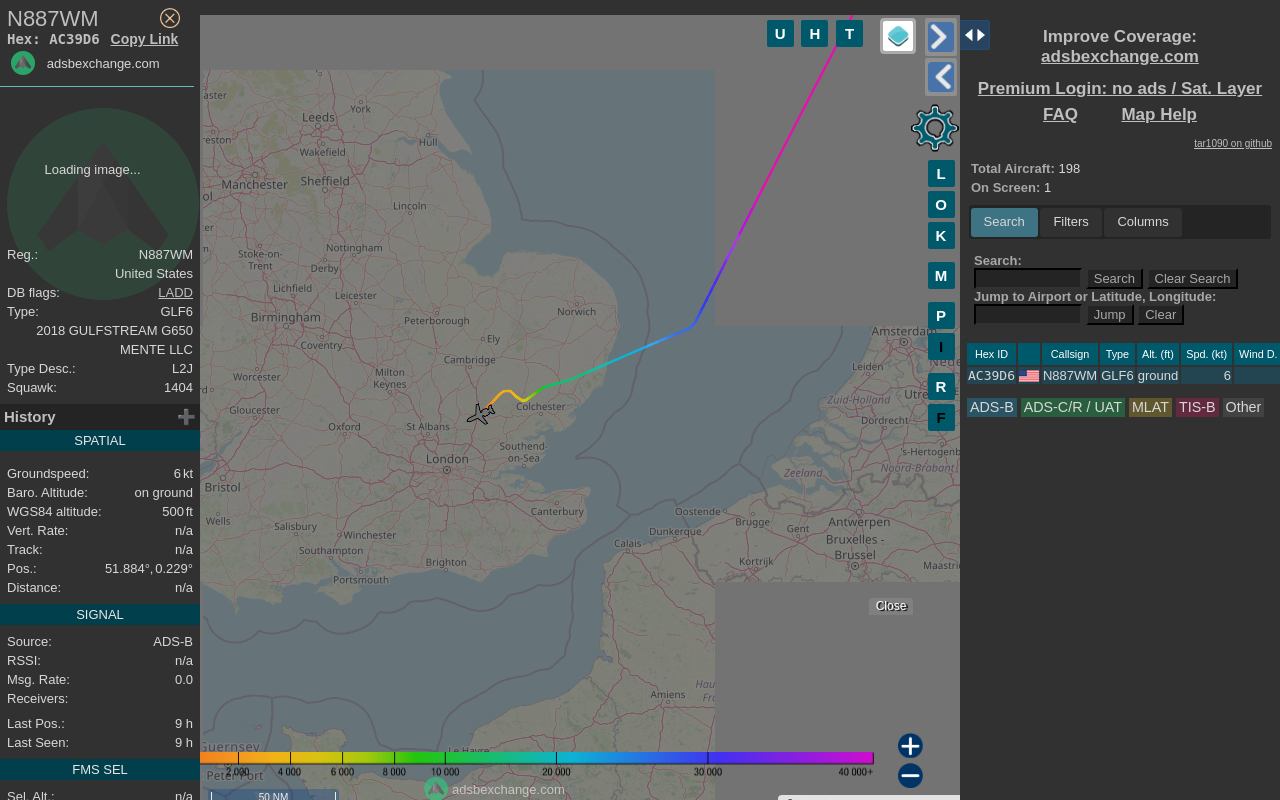 N887WM
Hex: AC39D6 Copy Link
adsbexchange.com
Loading image...
Reg.: N887WM
United States
DB flags: LADD
Type: GLF6
2018 GULFSTREAM G650
MENTE LLC
Type Desc.: L2J
Squawk: 1404
History
SPATIAL
Groundspeed: 6 kt
Baro. Altitude: on ground
WGS84 altitude: 500 ft
Vert. Rate: n/a
Track: n/a
Pos.: 51.884°, 0.229°
Distance: n/a
SIGNAL
Source: ADS-B
RSSI: n/a
Msg. Rate: 0.0
Receivers:
Last Pos.: 9 h
Last Seen: 9 h
FMS SEL
Sel. Alt.: n/a
U H T
L
O
K
M
P
I
R
F
York
Leeds
Hull
Wakefield
Manchester
Sheffield
Lincoln
Stoke-on-
Trent
Nottingham
Derby
Lichfield
Leicester
Norwich
Birmingham
Peterborough
Coventry
Ely
Cambridge
Worcester
Milton
Keynes
Gloucester
Colchester
Oxford
St Albans
Southend-
on-Sea
London
Bristol
Wells
Salisbury
Winchester
Canterbury
Southampton
Brighton
Portsmouth
Amsterdam
Leiden
Zuid-Holland
Dordrecht
's-Hertogenb
Zeeland
Noord-Brabant
Oostende
Brugge
Antwerpen
Gent
Dunkerque
Calais
Bruxelles -
Brussel
Kortrijk
Maastri
Amiens
Le Havre
Guernsey
Peter Port
Close
2 000 4 000 6 000 8 000 10 000 20 000 30 000 40 000+
adsbexchange.com
50 NM
Improve Coverage:
adsbexchange.com
Premium Login: no ads / Sat. Layer
FAQ Map Help
tar1090 on github
Total Aircraft: 198
On Screen: 1
Search Filters Columns
Search:
Search Clear Search
Jump to Airport or Latitude, Longitude:
Jump Clear
Hex ID Callsign Type Alt. (ft) Spd. (kt) Wind D.
AC39D6 N887WM GLF6 ground 6
ADS-B ADS-C/R / UAT MLAT TIS-B Other